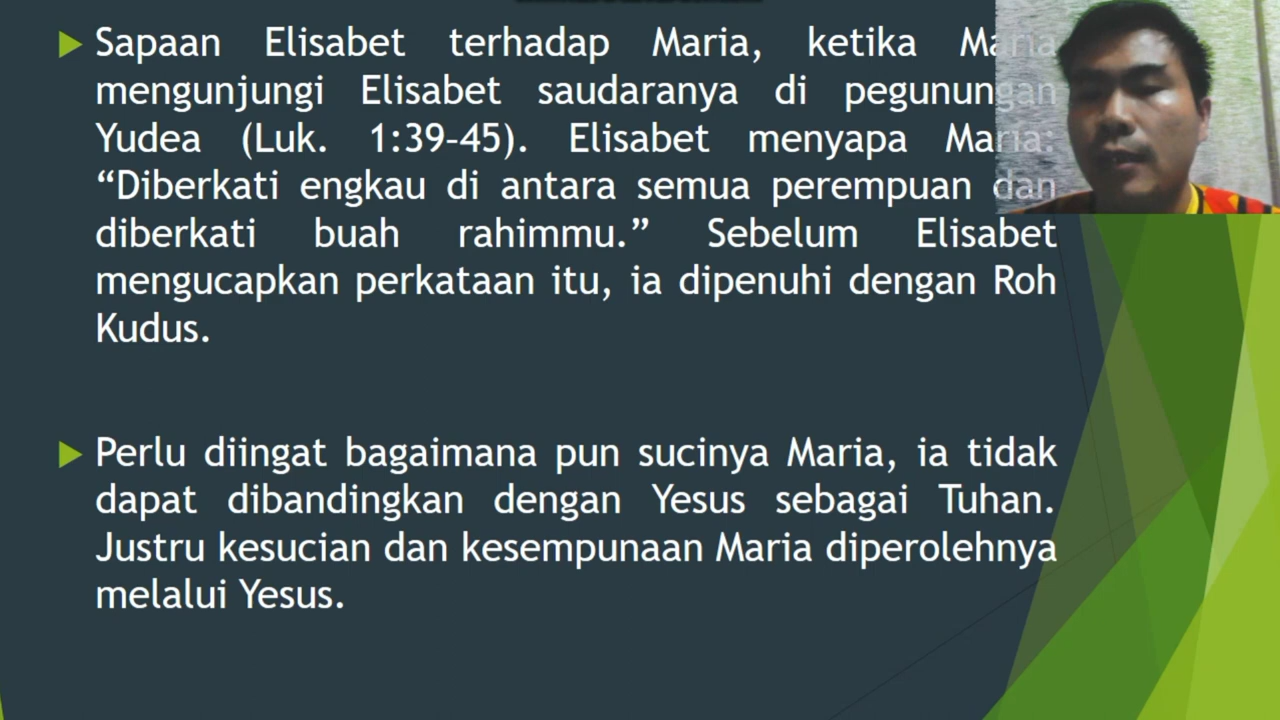 Sapaan Elisabet terhadap Maria, ketika Maria
mengunjungi Elisabet saudaranya di pegunungan
Yudea (Luk. 1:39-45). Elisabet menyapa Maria:
“Diberkati engkau di antara semua perempuan dan
diberkati buah rahimmu.” Sebelum Elisabet
mengucapkan perkataan itu, ia dipenuhi dengan Roh
Kudus.
Perlu diingat bagaimana pun sucinya Maria, ia tidak
dapat dibandingkan dengan Yesus sebagai Tuhan.
Justru kesucian dan kesempunaan Maria diperolehnya
melalui Yesus.